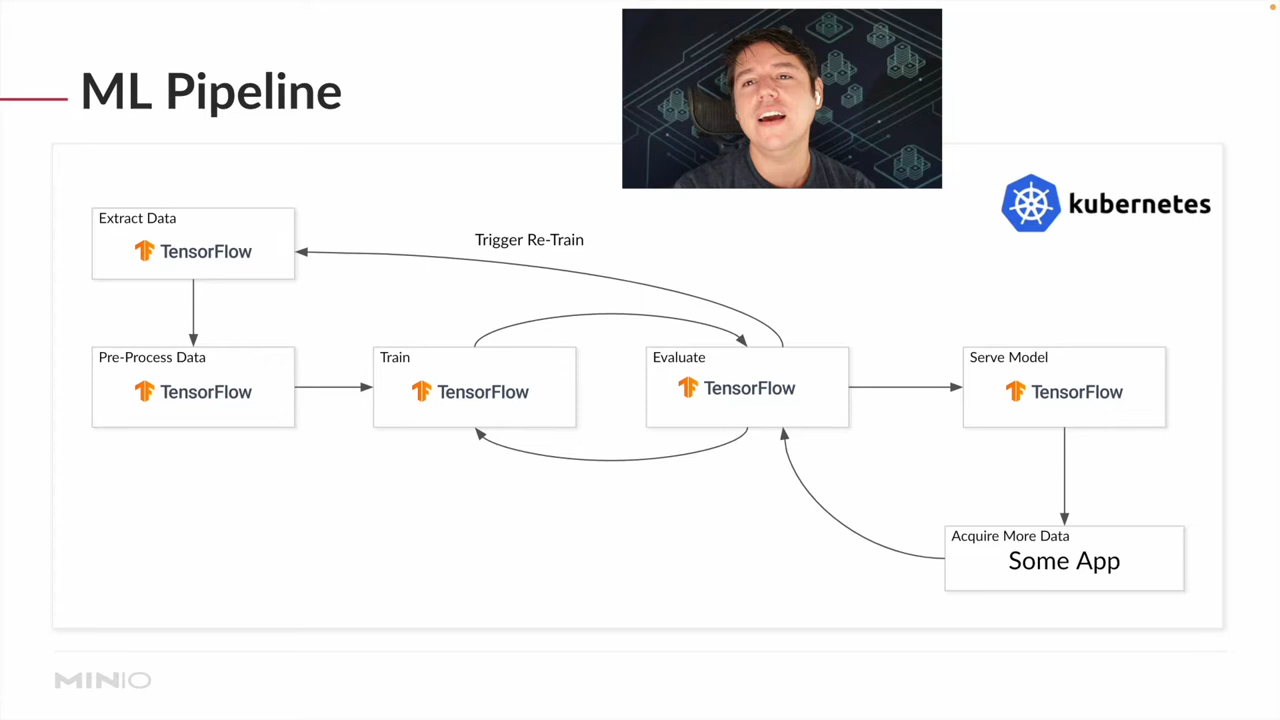 ML Pipeline
kubernetes
Extract Data
TensorFlow
Trigger Re-Train
Pre-Process Data
TensorFlow
Train
TensorFlow
Evaluate
TensorFlow
Serve Model
TensorFlow
Acquire More Data
Some App
MINIO